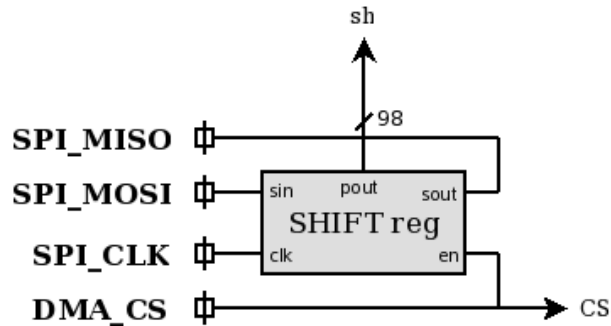 sh
98
SPI_MISO
SPI_MOSI sin pout sout
SHIFT reg
SPI_CLK clk en
DMA_CS CS